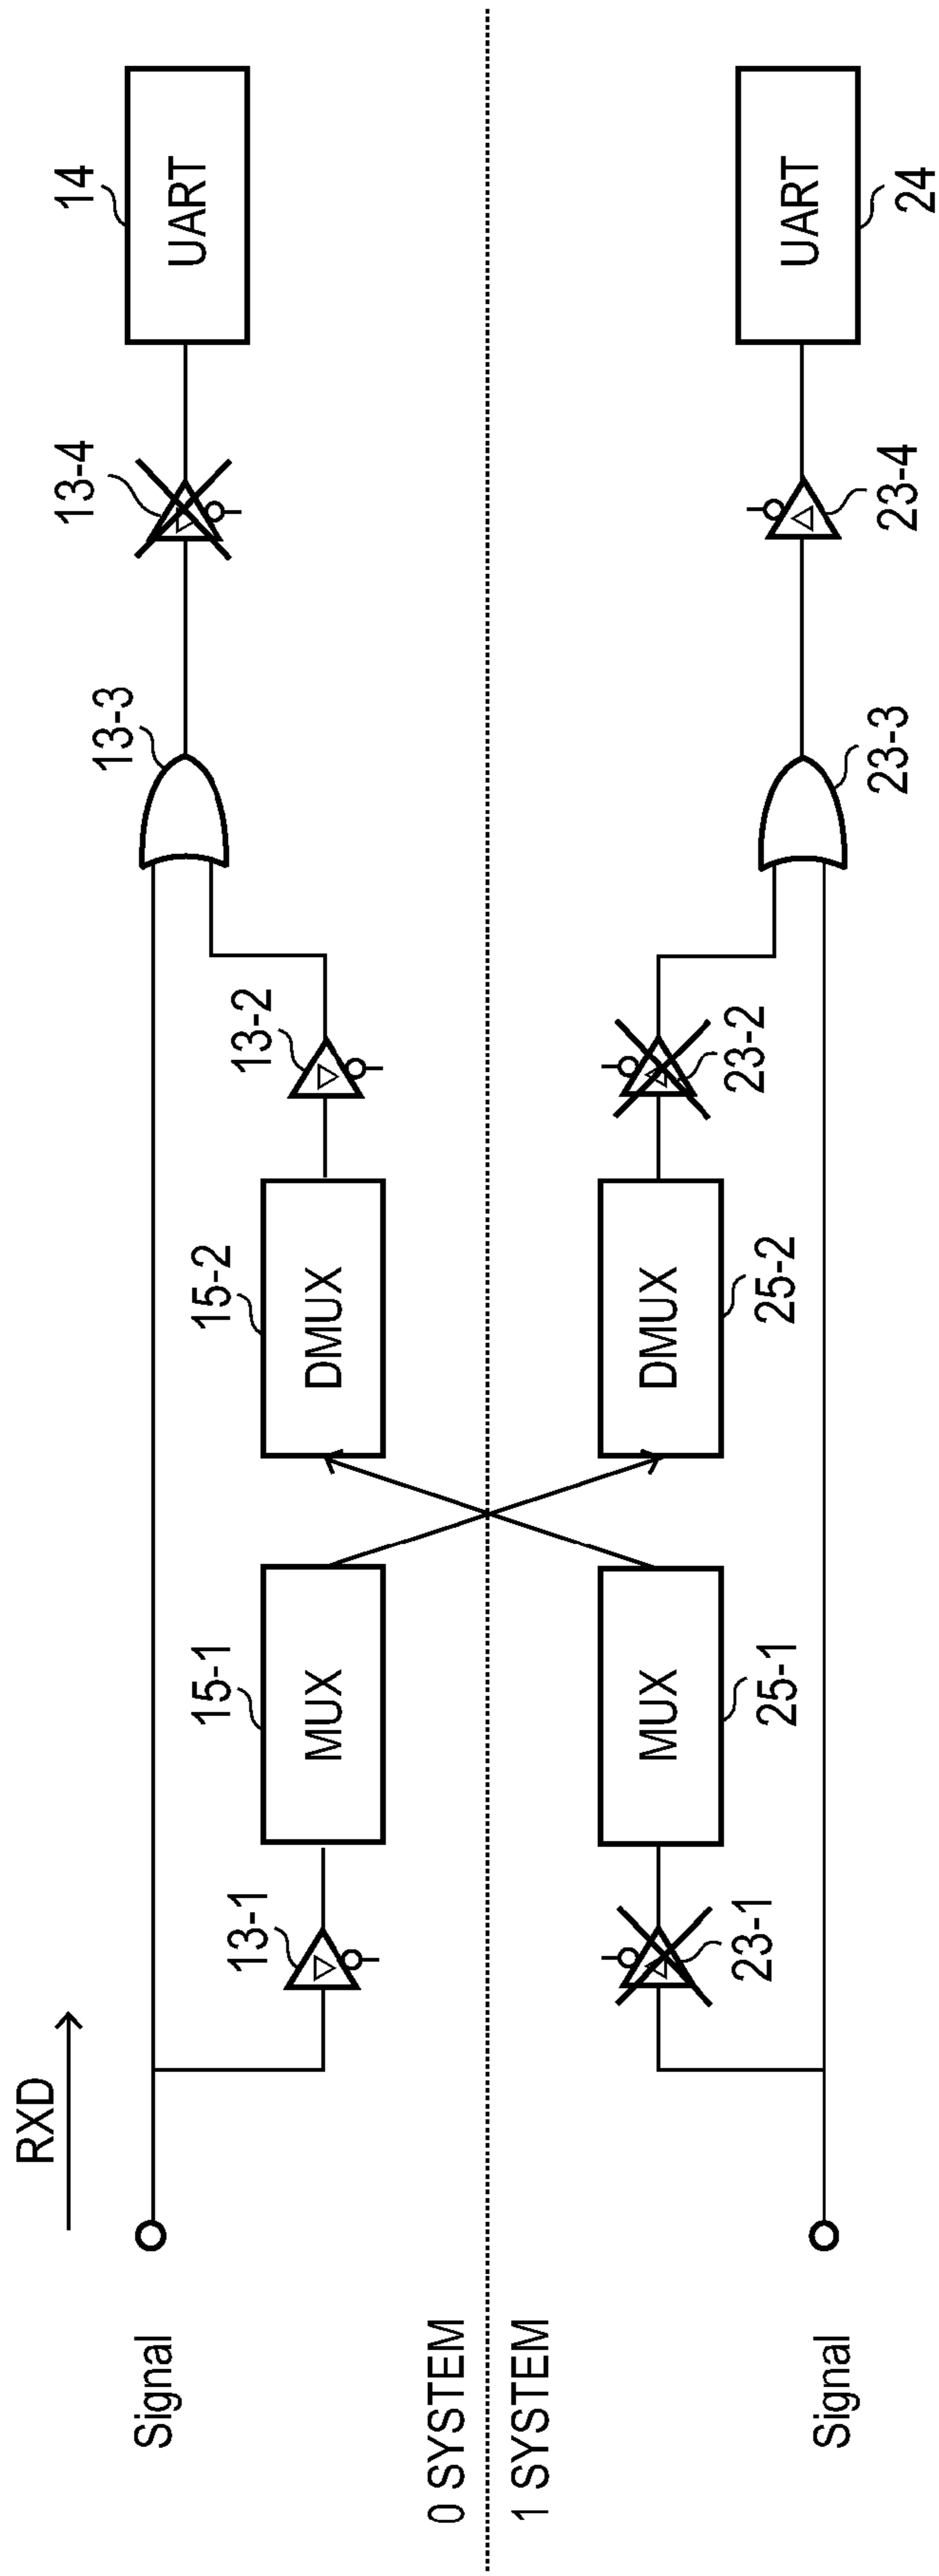 RXD
Signal
13-1
15-1
MUX
15-2
DMUX
13-2
13-3
13-4
14
UART
0 SYSTEM
1 SYSTEM
Signal
23-1
MUX
25-1
DMUX
25-2
23-2
23-3
23-4
UART
24